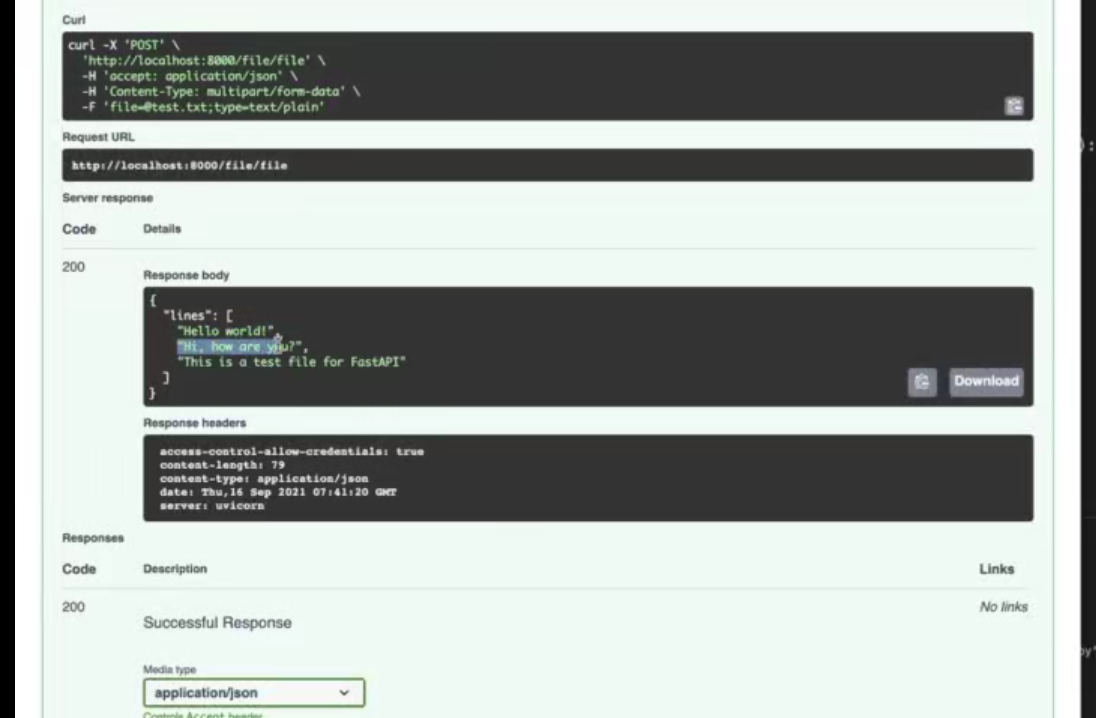 Curl
curl -X 'POST' \
'http://localhost:8000/file/file' \
-H 'accept: application/json' \
-H 'Content-Type: multipart/form-data' \
-F 'file=@test.txt;type=text/plain'
Request URL
http://localhost:8000/file/file
Server response
Code Details
200
Response body
{
"lines": [
"Hello world!",
"Hi, how are you?",
"This is a test file for FastAPI"
]
}
Download
Response headers
access-control-allow-credentials: true
content-length: 79
content-type: application/json
date: Thu,16 Sep 2021 07:41:20 GMT
server: uvicorn
Responses
Code Description Links
200 No links
Successful Response
Media type
application/json
Controls Accept header
):
py"